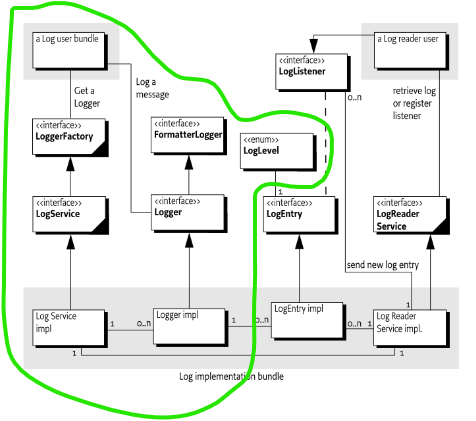 a Log user bundle
a Log reader user
<<interface>>
LogListener
Get a
Logger
Log a
message
retrieve log
or register
listener
0..n
<<interface>>
LoggerFactory
<<interface>>
FormatterLogger
<<enum>>
LogLevel
1
<<interface>>
LogService
<<interface>>
Logger
<<interface>>
LogEntry
<<interface>>
LogReader
Service
send new log entry
1
Log Service
impl
Logger impl
LogEntry impl
Log Reader
Service impl.
1
0..n
1
0..n
0..n
1
1
1
Log implementation bundle